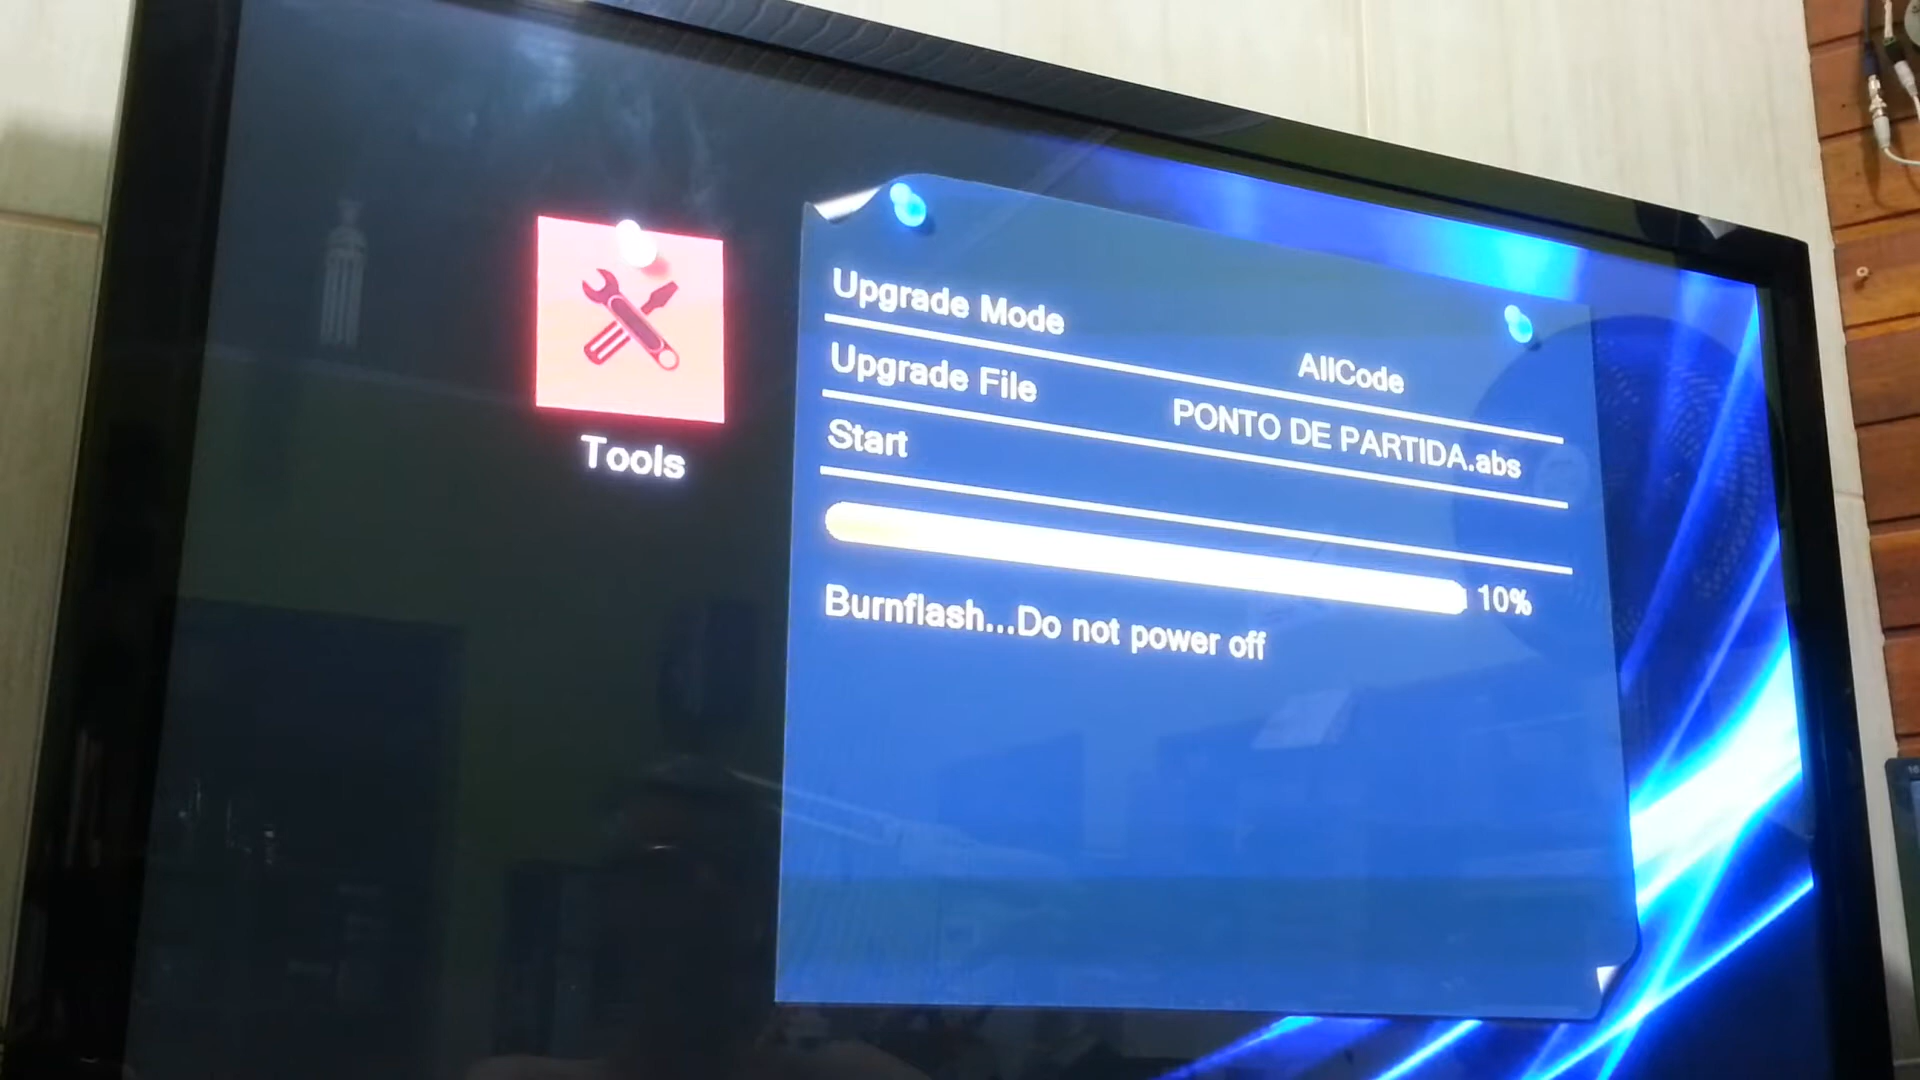 Tools
Upgrade Mode
AllCode
Upgrade File
PONTO DE PARTIDA.abs
Start
10%
Burnflash...Do not power off